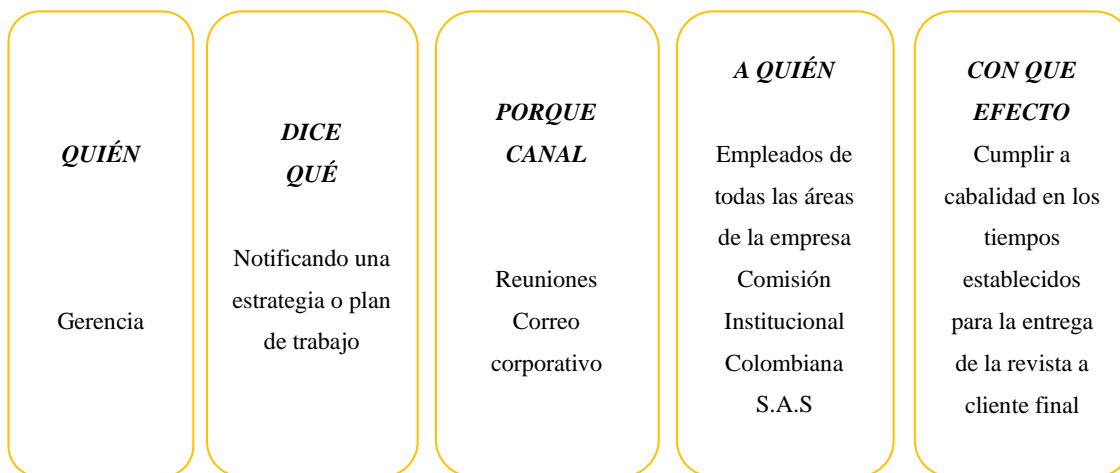 QUIÉN
Gerencia
DICE
QUÉ
Notificando una
estrategia o plan
de trabajo
PORQUE
CANAL
Reuniones
Correo
corporativo
A QUIÉN
Empleados de
todas las áreas
de la empresa
Comisión
Institucional
Colombiana
S.A.S
CON QUE
EFECTO
Cumplir a
cabalidad en los
tiempos
establecidos
para la entrega
de la revista a
cliente final